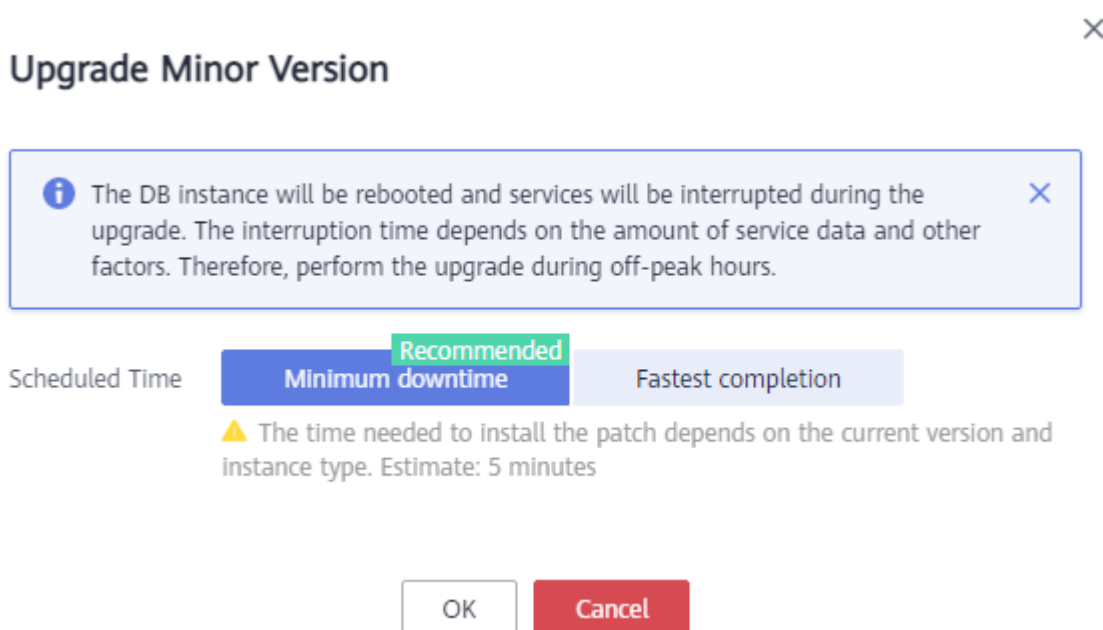 Upgrade Minor Version
The DB instance will be rebooted and services will be interrupted during the
upgrade. The interruption time depends on the amount of service data and other
factors. Therefore, perform the upgrade during off-peak hours.
Recommended
Scheduled Time Minimum downtime Fastest completion
The time needed to install the patch depends on the current version and
instance type. Estimate: 5 minutes
OK Cancel